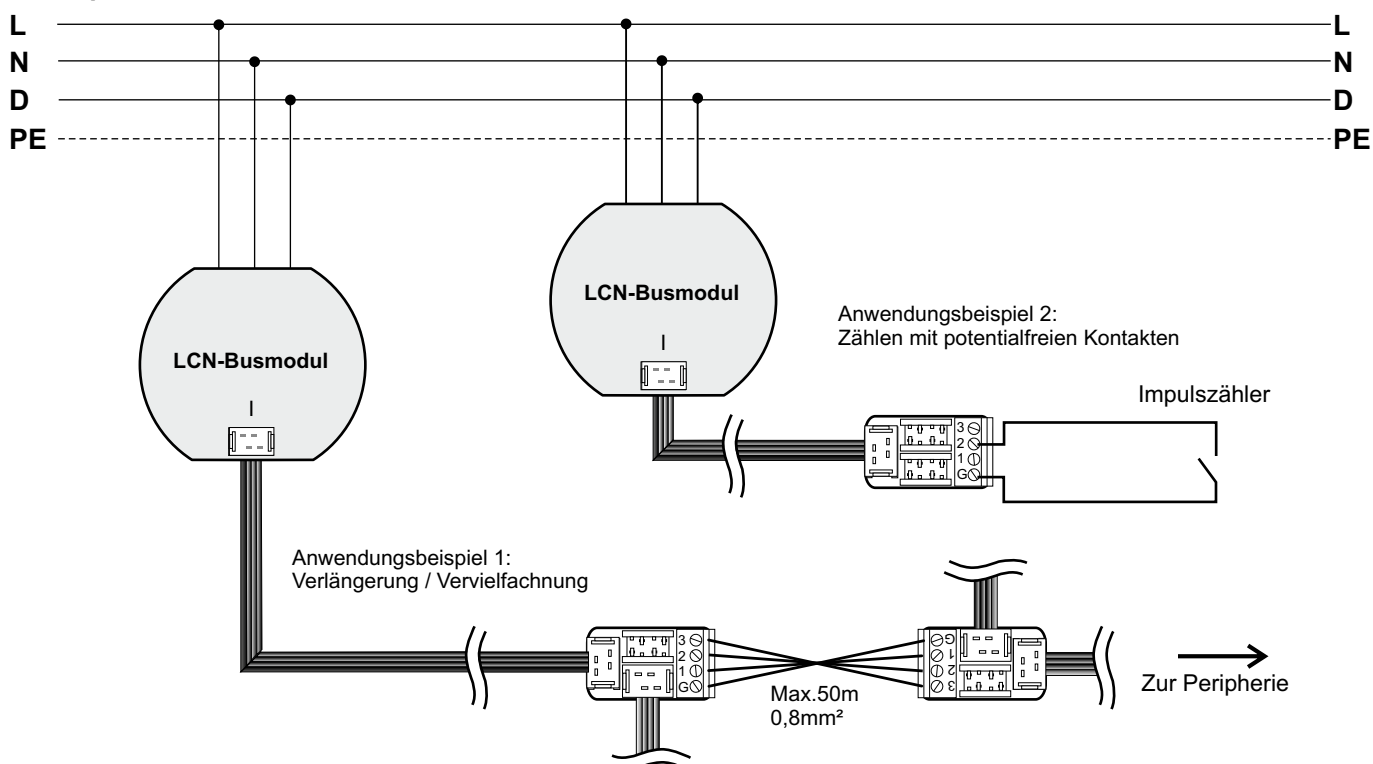 L L
N N
D D
PE PE
LCN-Busmodul
I
Anwendungsbeispiel 2:
Zählen mit potentialfreien Kontakten
LCN-Busmodul
I
Impulszähler
3
2
1
G
Anwendungsbeispiel 1:
Verlängerung / Vervielfachnung
3
2
1
G
G
1
2
3
Max.50m
0,8mm²
Zur Peripherie